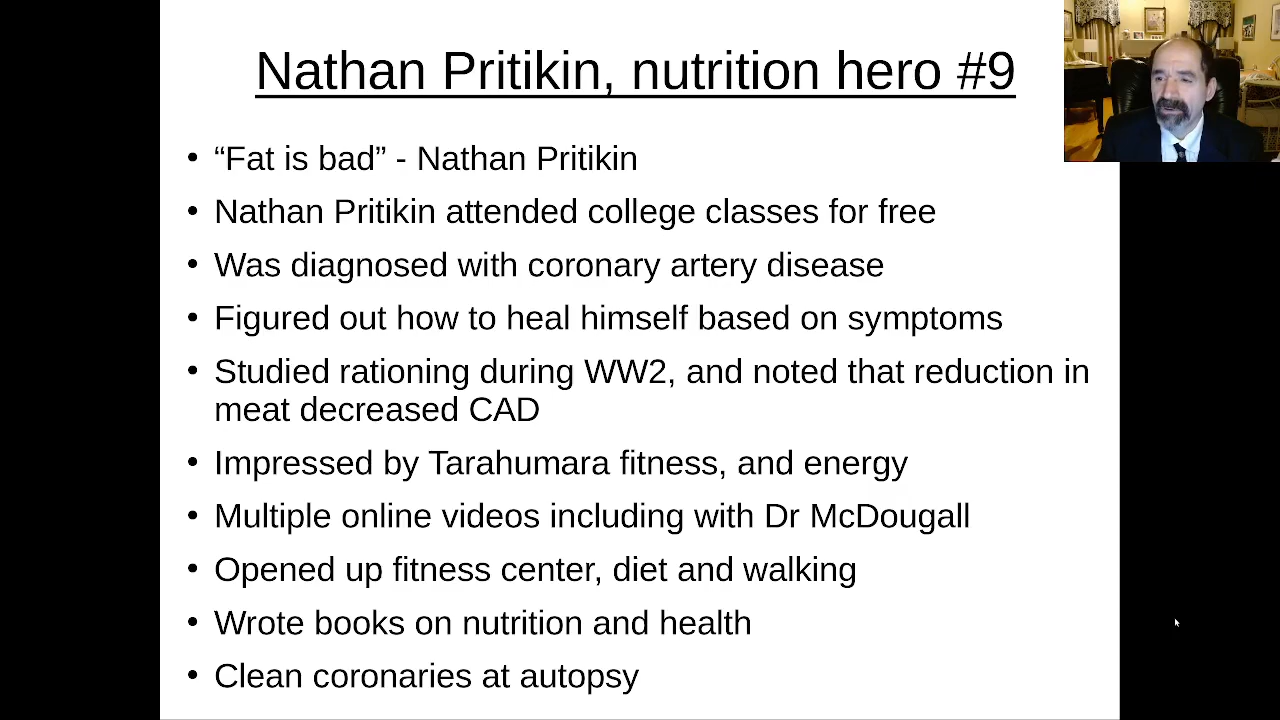 Nathan Pritikin, nutrition hero #9
• “Fat is bad” - Nathan Pritikin
• Nathan Pritikin attended college classes for free
• Was diagnosed with coronary artery disease
• Figured out how to heal himself based on symptoms
• Studied rationing during WW2, and noted that reduction in
meat decreased CAD
• Impressed by Tarahumara fitness, and energy
• Multiple online videos including with Dr McDougall
• Opened up fitness center, diet and walking
• Wrote books on nutrition and health
• Clean coronaries at autopsy